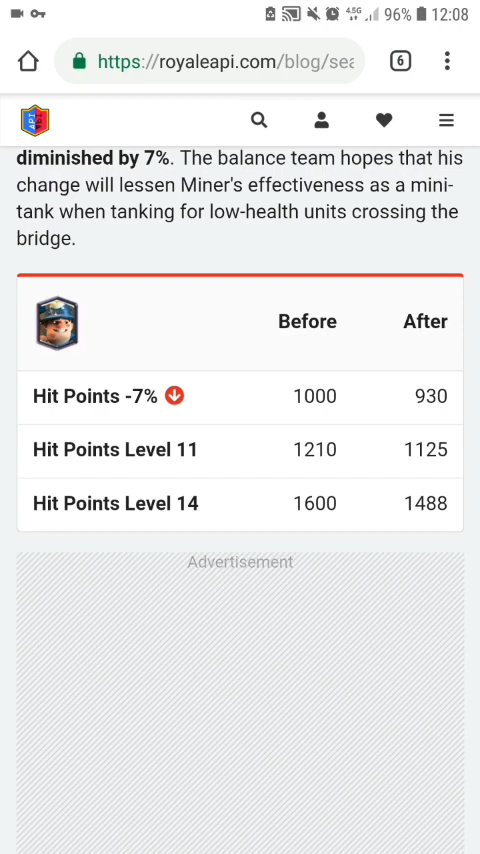 4.5G 96% 12:08
https://royaleapi.com/blog/sea
6
API
diminished by 7%. The balance team hopes that his
change will lessen Miner's effectiveness as a mini-
tank when tanking for low-health units crossing the
bridge.
Before After
Hit Points -7% 1000 930
Hit Points Level 11 1210 1125
Hit Points Level 14 1600 1488
Advertisement